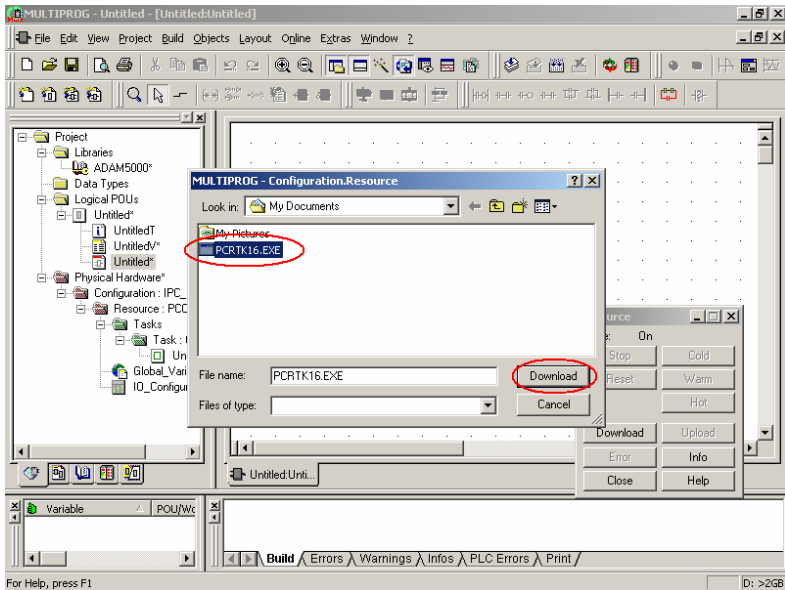 MULTIPROG - Untitled - [Untitled:Untitled]
File Edit View Project Build Objects Layout Online Extras Window ?
Project
Libraries
ADAM5000*
Data Types
Logical POUs
Untitled*
UntitledT
UntitledV*
Untitled*
Physical Hardware*
Configuration : IPC_
Resource : PCC
Tasks
Task :
Un
Global_Vari
IO_Configur
MULTIPROG - Configuration.Resource
Look in: My Documents
My Pictures
PCRTK16.EXE
File name: PCRTK16.EXE Download
Files of type: Cancel
urce
e: On
Stop Cold
Reset Warm
Hot
Download Upload
Error Info
Close Help
Untitled:Unti...
Variable POU/Wo
Build Errors Warnings Infos PLC Errors Print
For Help, press F1 D: >2GB